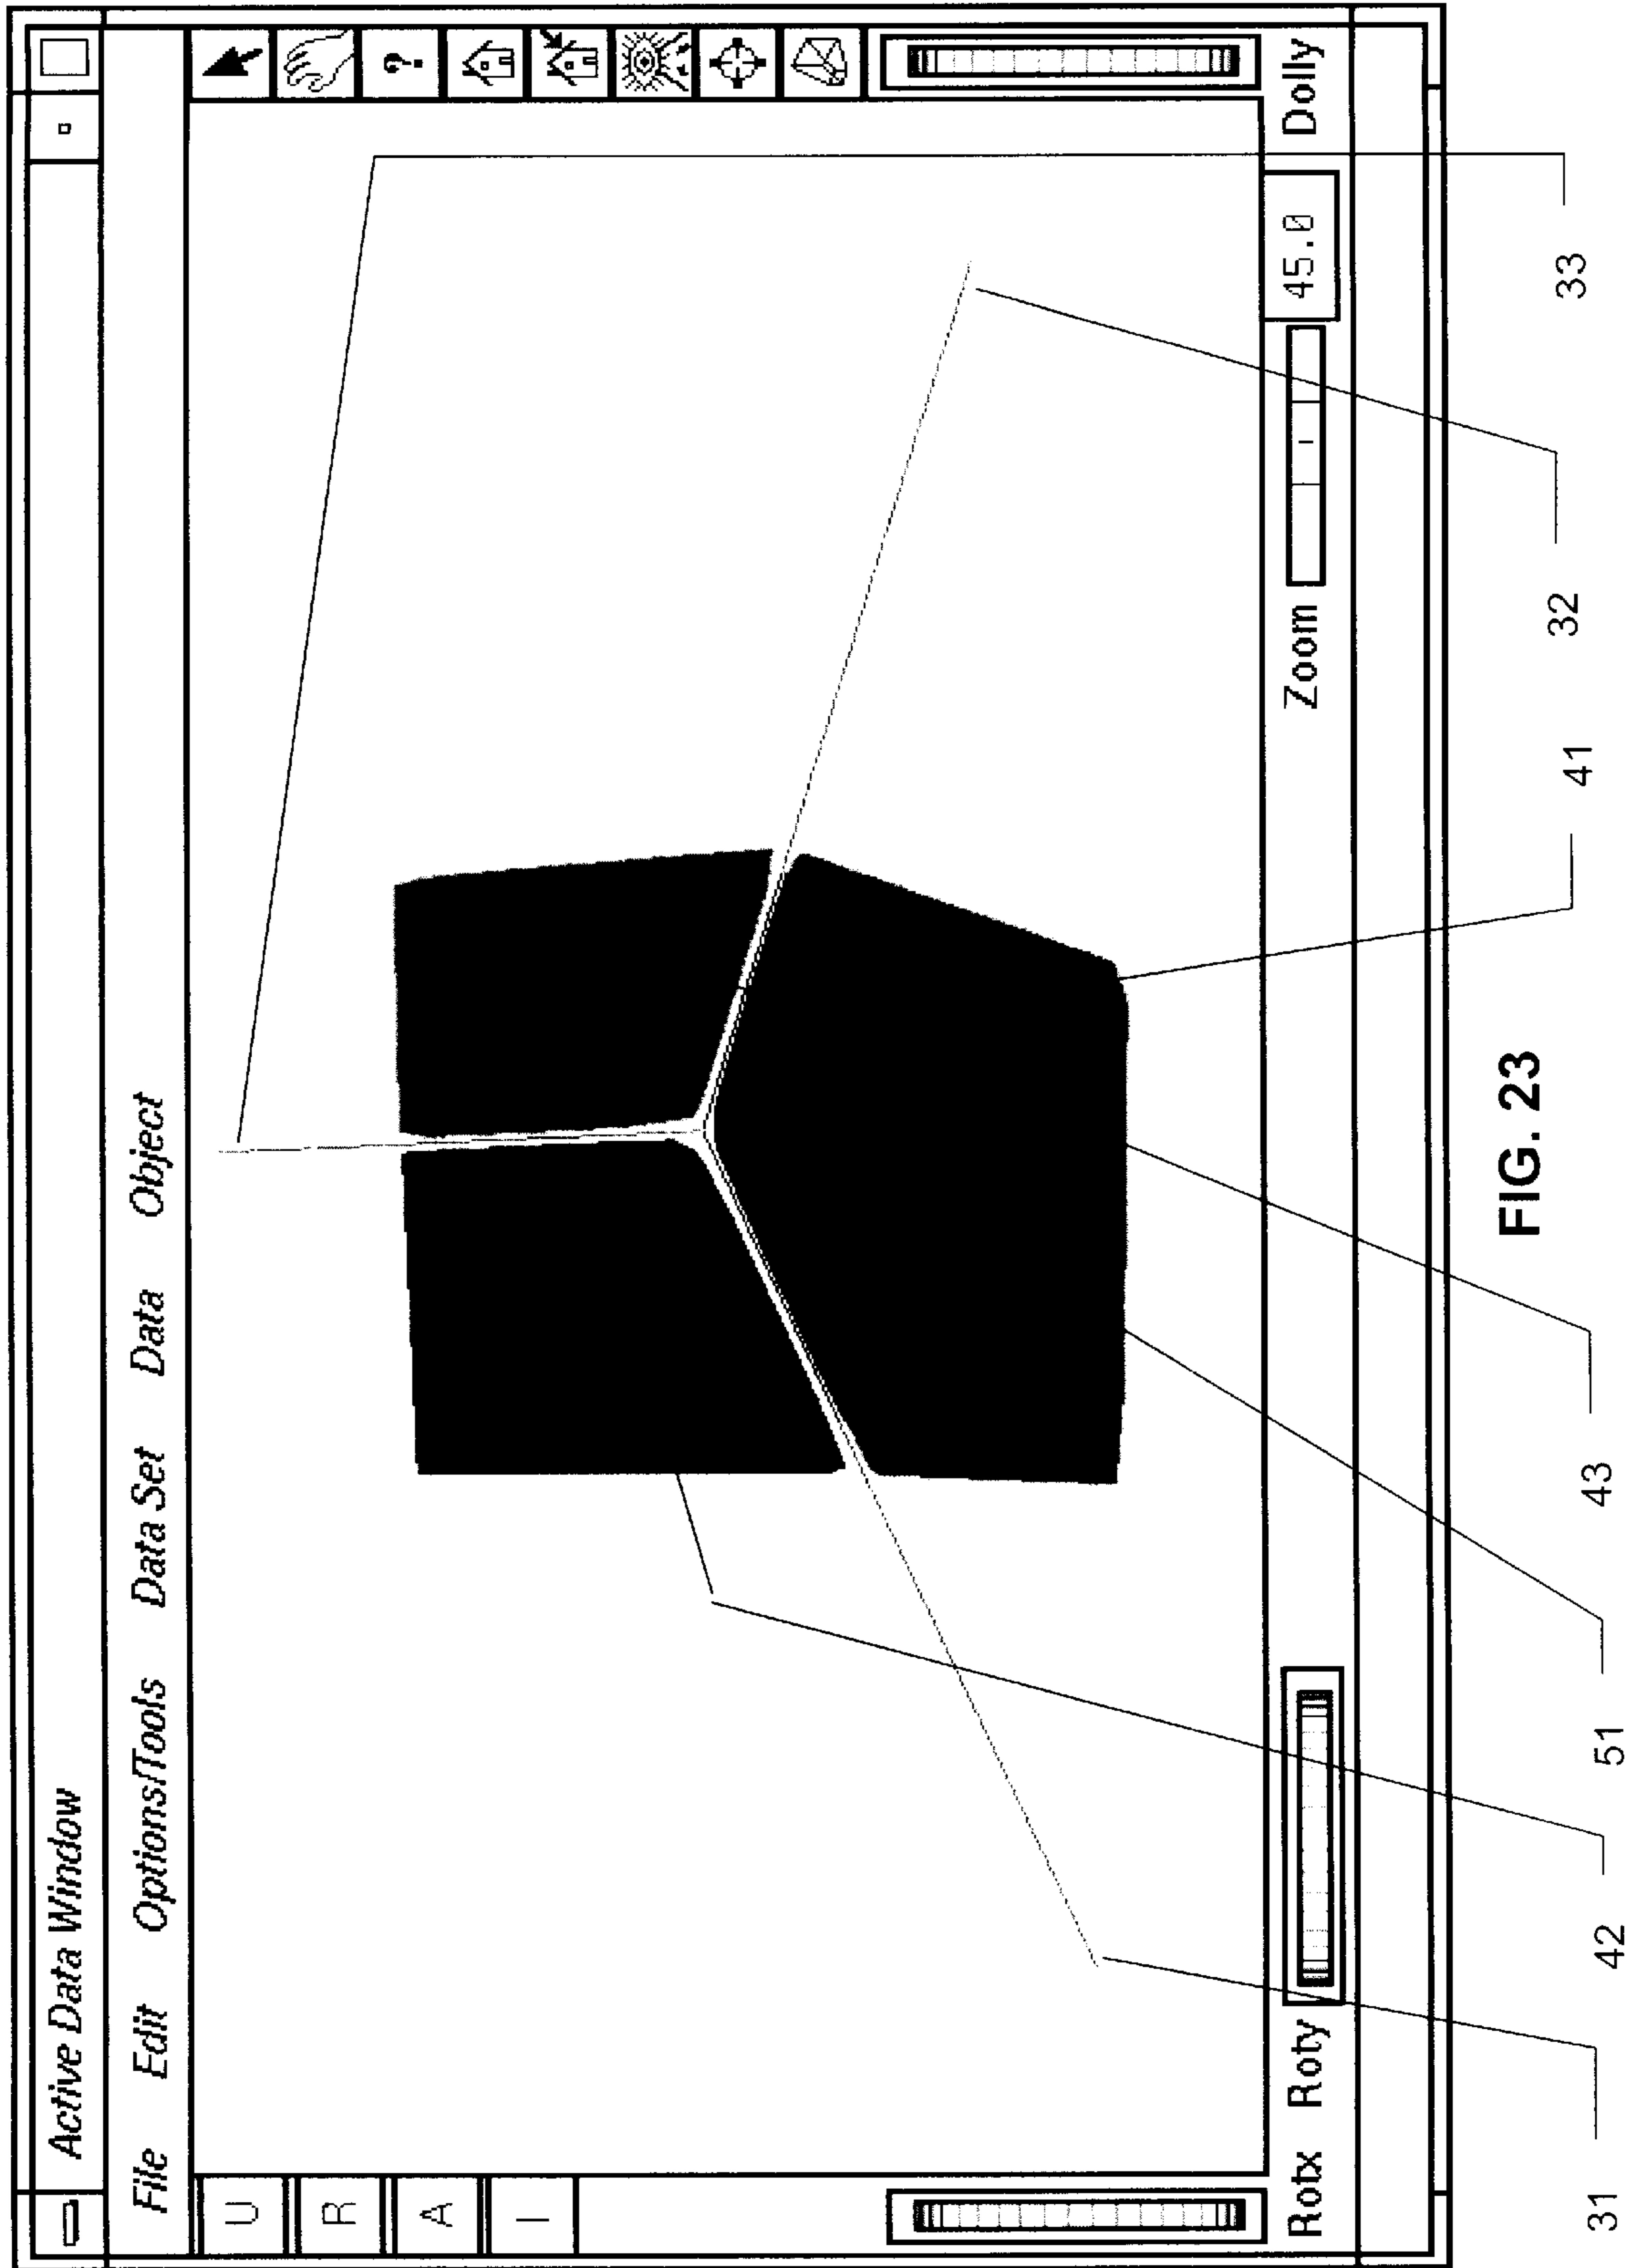 Active Data Window
File Edit Options/Tools Data Set Data Object
U
R
A
I
?
Rotx Roty Zoom 45.0 Dolly
31 42 51 43 41 32 33
FIG. 23